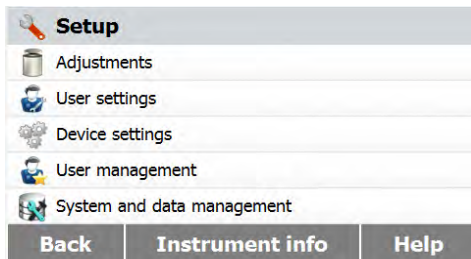 Setup
Adjustments
User settings
Device settings
User management
System and data management
Back Instrument info Help